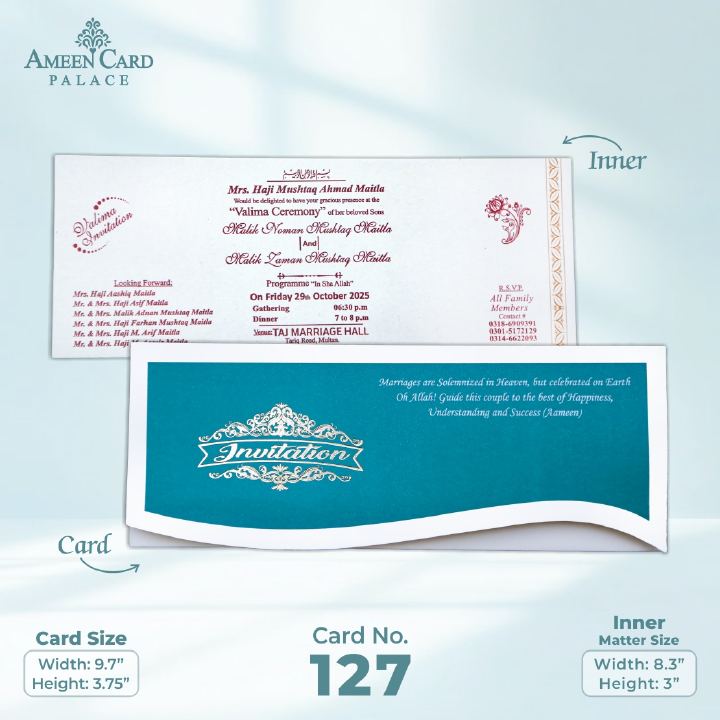 AMEEN CARD
PALACE
Inner
بسم اللہ الرحمن الرحیم
Mrs. Haji Mushtaq Ahmad Maitla
Would be delighted to have your gracious presence at the
"Valima Ceremony" of her beloved Sons
Malik Noman Mushtaq Maitla
And
Malik Zaman Mushtaq Maitla
Valima
Invitation
Programme "In Sha Allah"
On Friday 29th October 2025
Gathering 06:30 p.m
Dinner 7 to 8 p.m
Venue: TAJ MARRIAGE HALL
Tariq Road, Multan.
Looking Forward:
Mrs. Haji Aashiq Maitla
Mr. & Mrs. Haji Asif Maitla
Mr. & Mrs. Malik Adnan Mushtaq Maitla
Mr. & Mrs. Haji Farhan Mushtaq Maitla
Mr. & Mrs. Haji M. Arif Maitla
R.S.V.P.
All Family
Members
Contact #
0318-6909391
0301-5172129
0314-6622093
Marriages are Solemnized in Heaven, but celebrated on Earth
Oh Allah! Guide this couple to the best of Happiness,
Understanding and Success (Aameen)
Invitation
Card
Card Size
Width: 9.7”
Height: 3.75”
Card No.
127
Inner
Matter Size
Width: 8.3”
Height: 3”